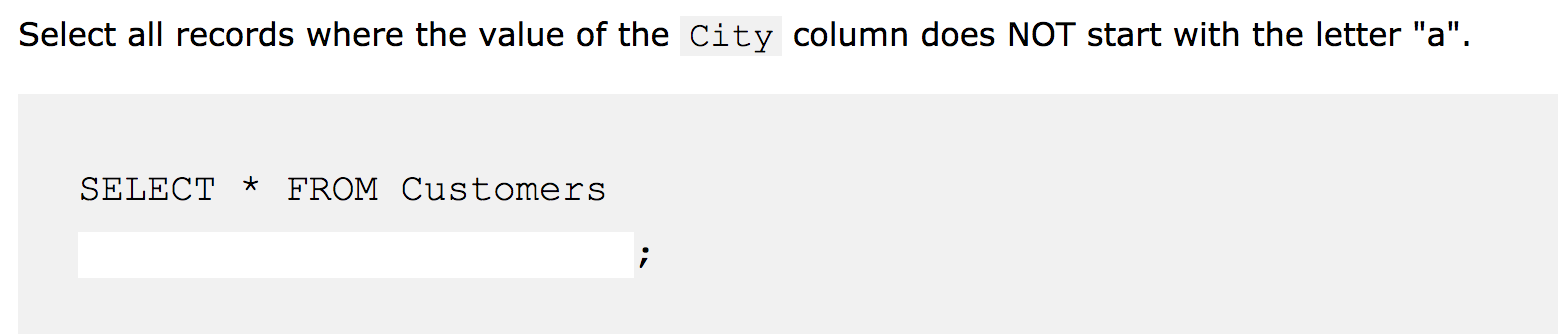 Select all records where the value of the City column does NOT start with the letter "a".
SELECT * FROM Customers
;